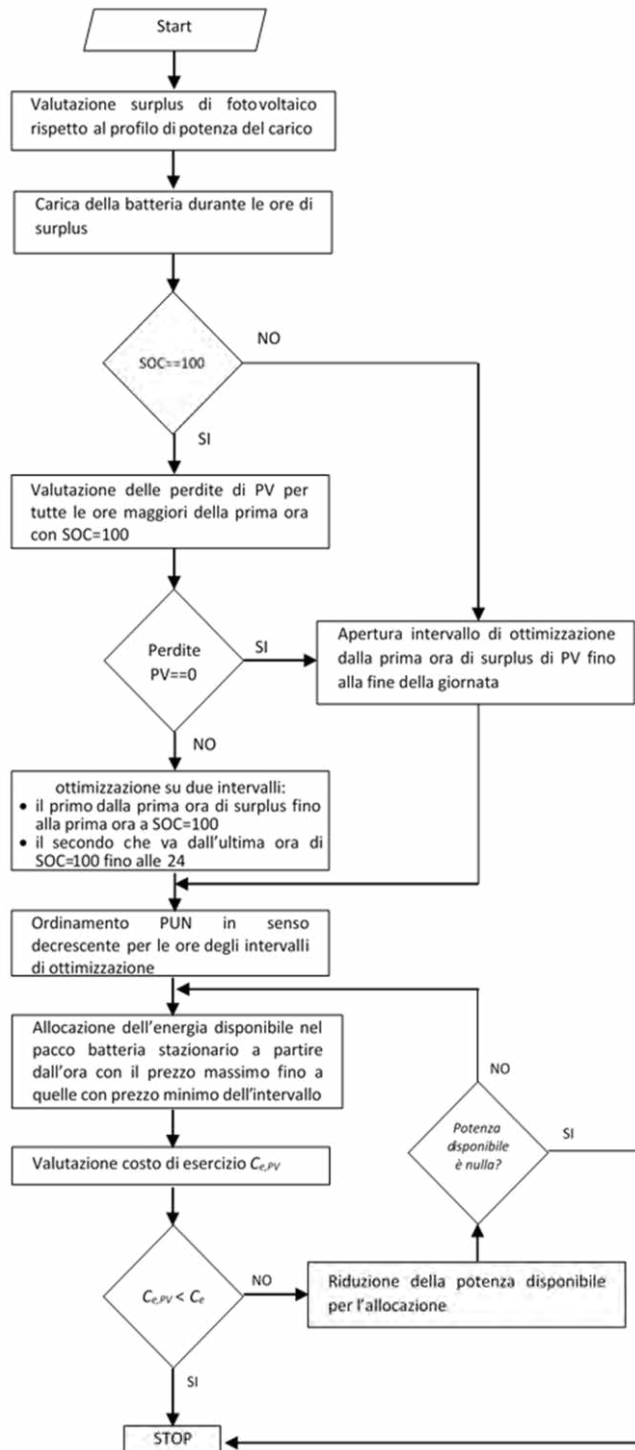 Start
Valutazione surplus di fotovoltaico
rispetto al profilo di potenza del carico
Carica della batteria durante le ore di
surplus
NO
SOC==100
SI
Valutazione delle perdite di PV per
tutte le ore maggiori della prima ora
con SOC=100
Perdite
PV==0
SI
Apertura intervallo di ottimizzazione
dalla prima ora di surplus di PV fino
alla fine della giornata
NO
ottimizzazione su due intervalli:
• il primo dalla prima ora di surplus fino
alla prima ora a SOC=100
• il secondo che va dall'ultima ora di
SOC=100 fino alle 24
Ordinamento PUN in senso
decrescente per le ore degli intervalli
di ottimizzazione
Allocazione dell'energia disponibile nel
pacco batteria stazionario a partire
dall'ora con il prezzo massimo fino a
quelle con prezzo minimo dell'intervallo
NO
Potenza
disponibile
è nulla?
SI
Valutazione costo di esercizio Ce,PV
Ce,PV < Ce
NO
Riduzione della potenza disponibile
per l'allocazione
SI
STOP